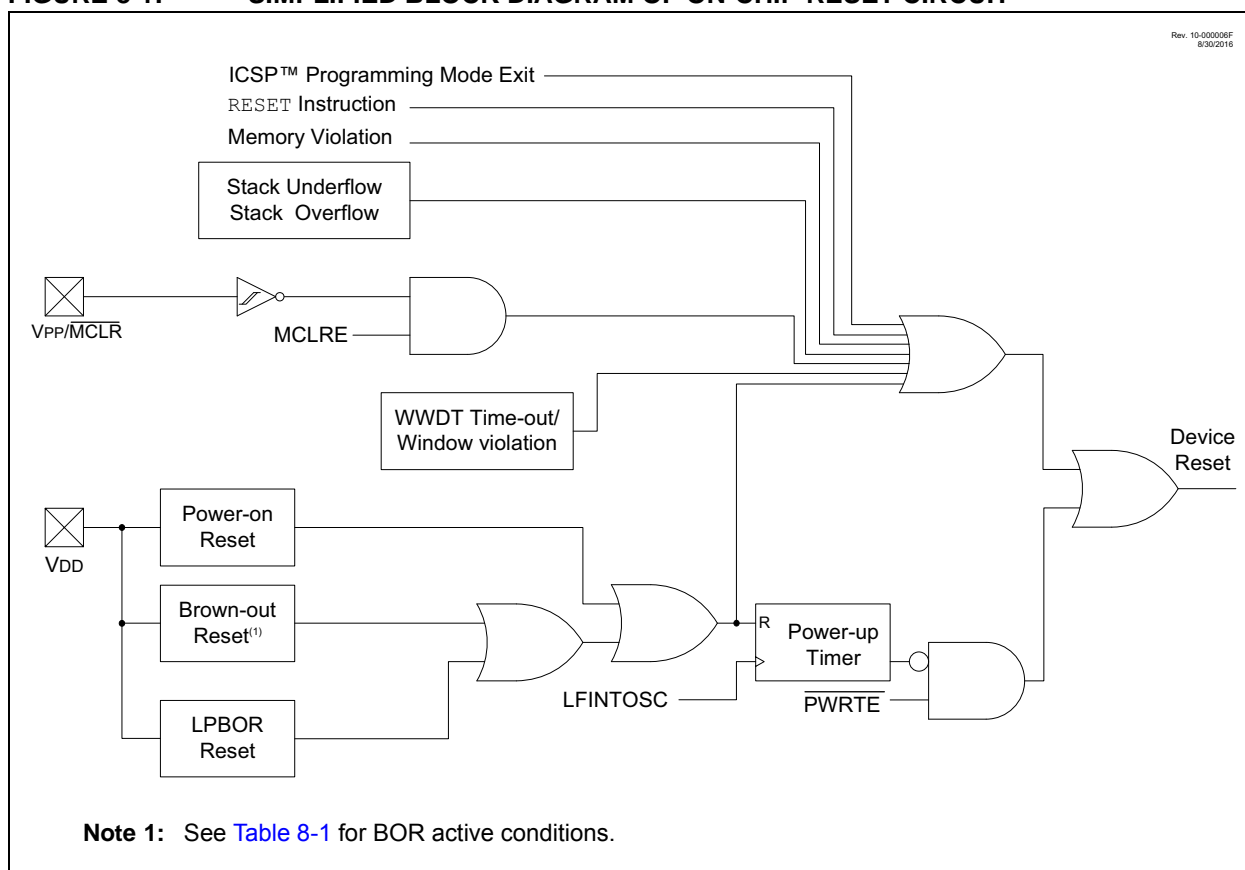 FIGURE 8-1: SIMPLIFIED BLOCK DIAGRAM OF ON-CHIP RESET CIRCUIT
Rev. 10-000006F
8/30/2016
ICSP™ Programming Mode Exit
RESET Instruction
Memory Violation
Stack Underflow
Stack Overflow
VPP/MCLR
MCLRE
WWDT Time-out/
Window violation
Device
Reset
VDD
Power-on
Reset
Brown-out
Reset(1)
R
Power-up
Timer
LFINTOSC
PWRTE
LPBOR
Reset
Note 1: See Table 8-1 for BOR active conditions.